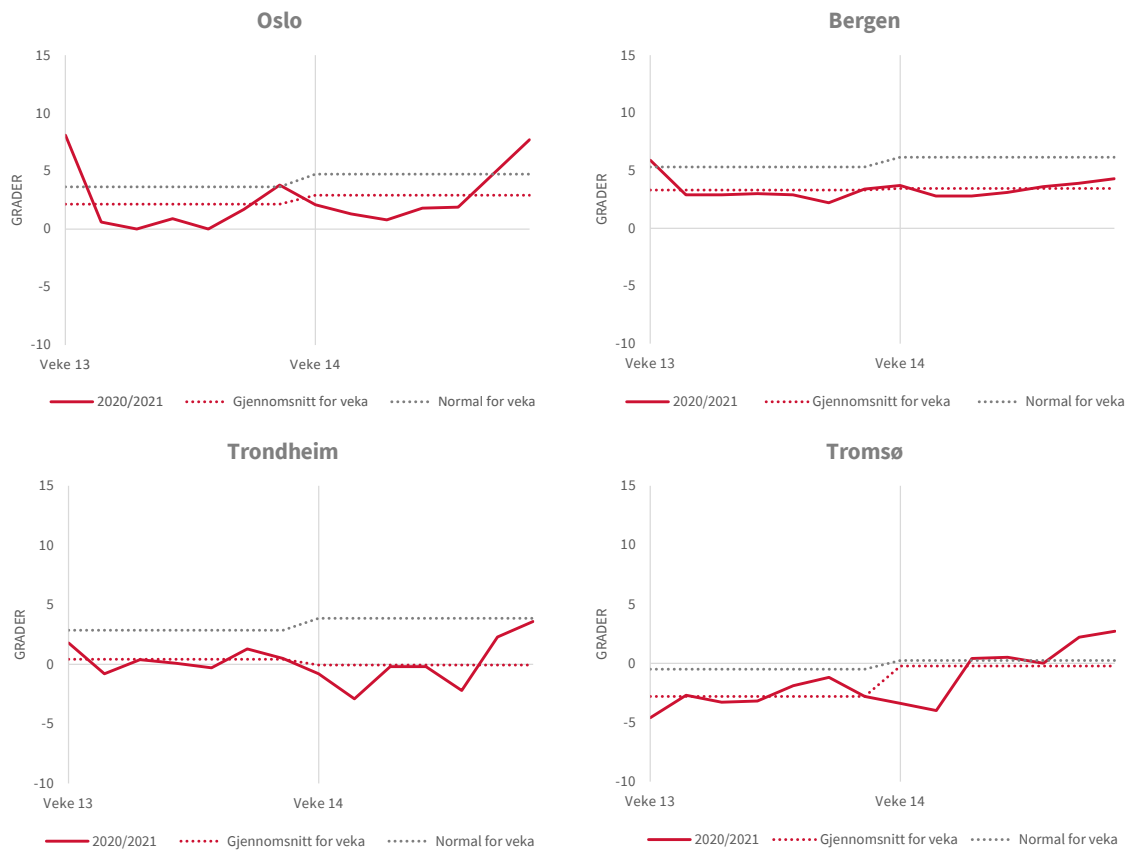 Oslo
15
10
5
0
-5
-10
GRADER
Veke 13
Veke 14
2020/2021
Gjennomsnitt for veka
Normal for veka
Bergen
15
10
5
0
-5
-10
GRADER
Veke 13
Veke 14
2020/2021
Gjennomsnitt for veka
Normal for veka
Trondheim
15
10
5
0
-5
-10
GRADER
Veke 13
Veke 14
2020/2021
Gjennomsnitt for veka
Normal for veka
Tromsø
15
10
5
0
-5
-10
GRADER
Veke 13
Veke 14
2020/2021
Gjennomsnitt for veka
Normal for veka